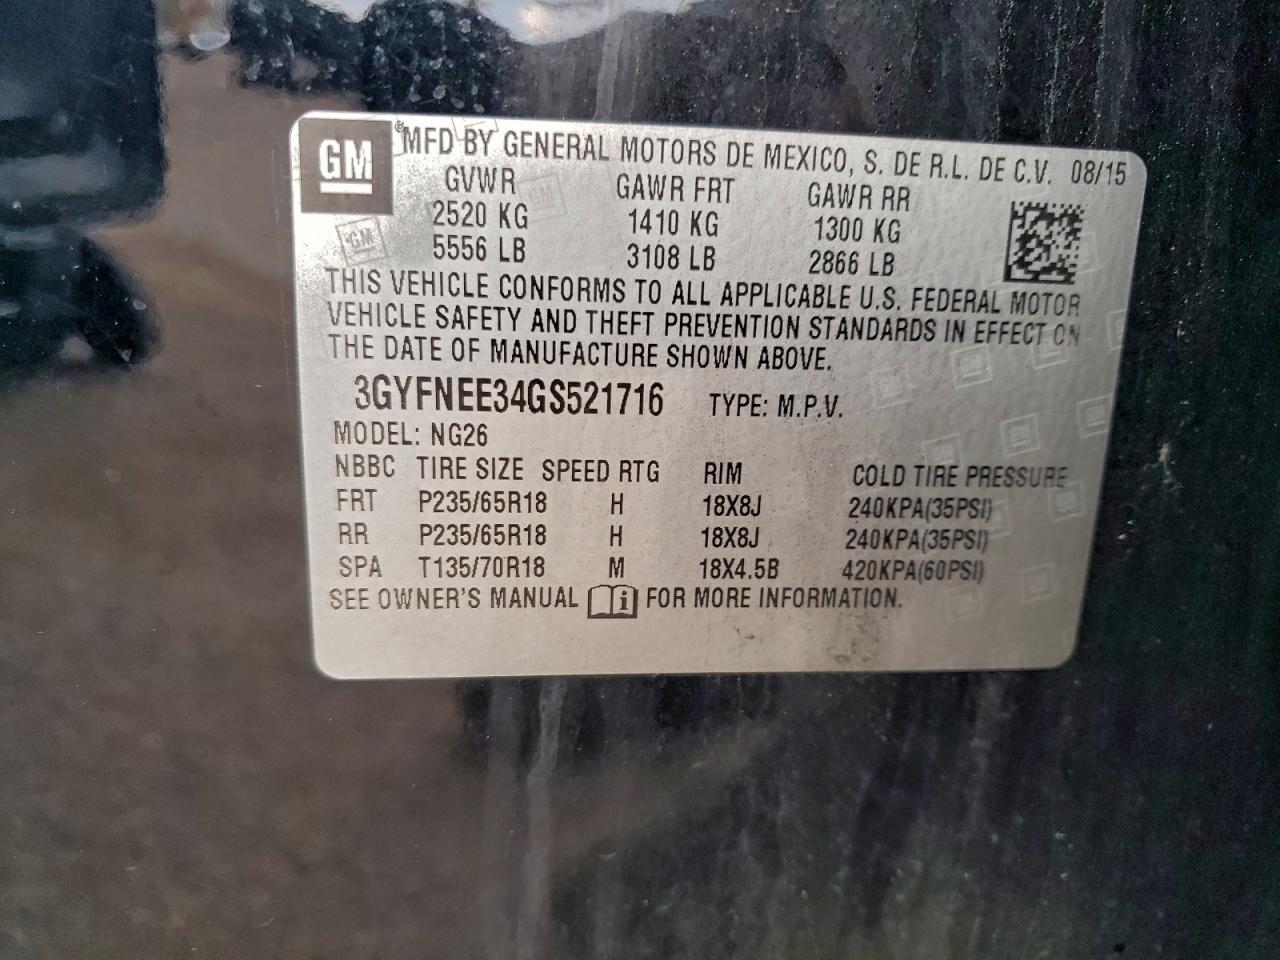 GM
© MFD BY GENERAL MOTORS DE MEXICO, S. DE R.L. DE C.V. 08/15
GVWR GAWR FRT GAWR RR
2520 KG 1410 KG 1300 KG
5556 LB 3108 LB 2866 LB
THIS VEHICLE CONFORMS TO ALL APPLICABLE U.S. FEDERAL MOTOR
VEHICLE SAFETY AND THEFT PREVENTION STANDARDS IN EFFECT ON
THE DATE OF MANUFACTURE SHOWN ABOVE.
3GYFNEE34GS521716 TYPE: M.P.V.
MODEL: NG26
NBBC TIRE SIZE SPEED RTG RIM COLD TIRE PRESSURE
FRT P235/65R18 H 18X8J 240KPA(35PSI)
RR P235/65R18 H 18X8J 240KPA(35PSI)
SPA T135/70R18 M 18X4.5B 420KPA(60PSI)
SEE OWNER'S MANUAL i FOR MORE INFORMATION.